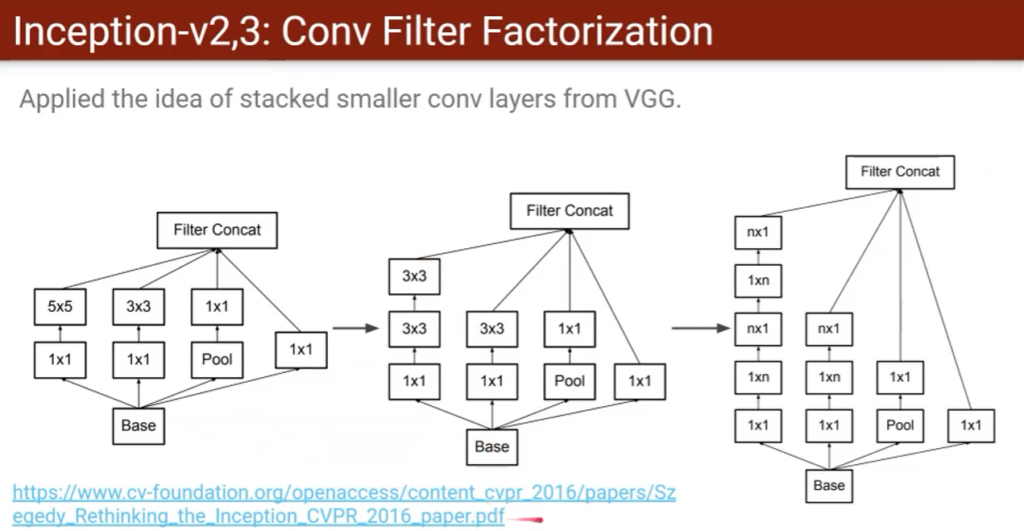 Inception-v2,3: Conv Filter Factorization
Applied the idea of stacked smaller conv layers from VGG.
Filter Concat
5x5 3x3 1x1
1x1 1x1 Pool 1x1
Base
Filter Concat
3x3
3x3 3x3 1x1
1x1 1x1 Pool 1x1
Base
Filter Concat
nx1
1xn
nx1 nx1
1xn 1xn 1x1
1x1 1x1 Pool 1x1
Base
https://www.cv-foundation.org/openaccess/content_cvpr_2016/papers/Sz
egedy_Rethinking_the_Inception_CVPR_2016_paper.pdf